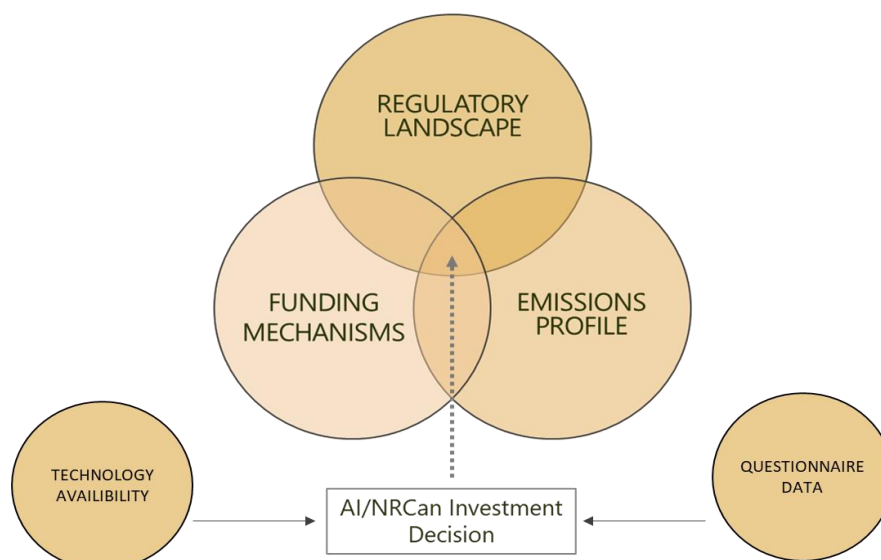 REGULATORY
LANDSCAPE
FUNDING
MECHANISMS
EMISSIONS
PROFILE
TECHNOLOGY
AVAILIBILITY
AI/NRCan Investment
Decision
QUESTIONNAIRE
DATA